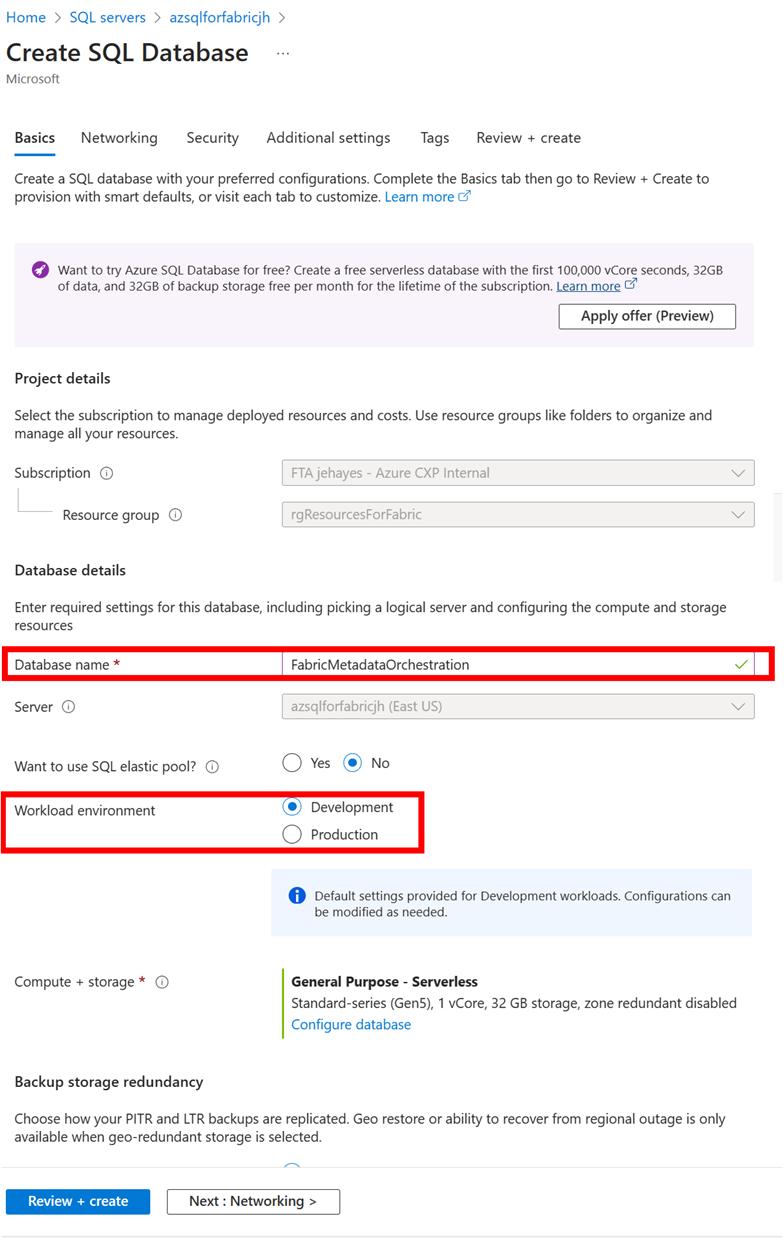 Home > SQL servers > azsqlforfabricjh >
Create SQL Database ...
Microsoft
Basics Networking Security Additional settings Tags Review + create
Create a SQL database with your preferred configurations. Complete the Basics tab then go to Review + Create to
provision with smart defaults, or visit each tab to customize. Learn more
Want to try Azure SQL Database for free? Create a free serverless database with the first 100,000 vCore seconds, 32GB
of data, and 32GB of backup storage free per month for the lifetime of the subscription. Learn more
Apply offer (Preview)
Project details
Select the subscription to manage deployed resources and costs. Use resource groups like folders to organize and
manage all your resources.
Subscription FTA jehayes - Azure CXP Internal
Resource group rgResourcesForFabric
Database details
Enter required settings for this database, including picking a logical server and configuring the compute and storage
resources
Database name * FabricMetadataOrchestration
Server azsqlforfabricjh (East US)
Want to use SQL elastic pool? Yes No
Workload environment Development
Production
Default settings provided for Development workloads. Configurations can
be modified as needed.
Compute + storage * General Purpose - Serverless
Standard-series (Gen5), 1 vCore, 32 GB storage, zone redundant disabled
Configure database
Backup storage redundancy
Choose how your PITR and LTR backups are replicated. Geo restore or ability to recover from regional outage is only
available when geo-redundant storage is selected.
Review + create Next : Networking >